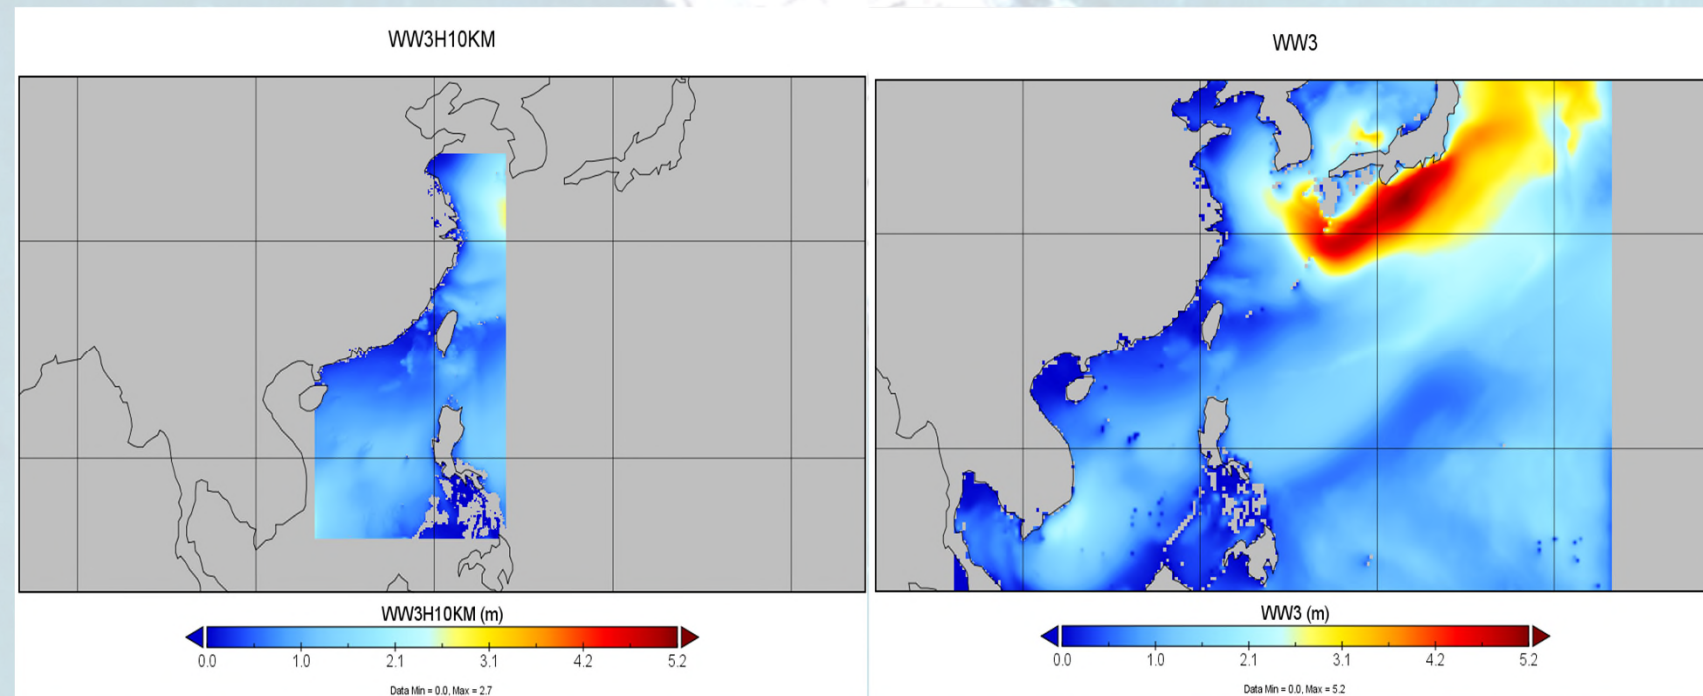 WW3H10KM
WW3H10KM (m)
0.0 1.0 2.1 3.1 4.2 5.2
Data Min = 0.0, Max = 2.7
WW3
WW3 (m)
0.0 1.0 2.1 3.1 4.2 5.2
Data Min = 0.0, Max = 5.2